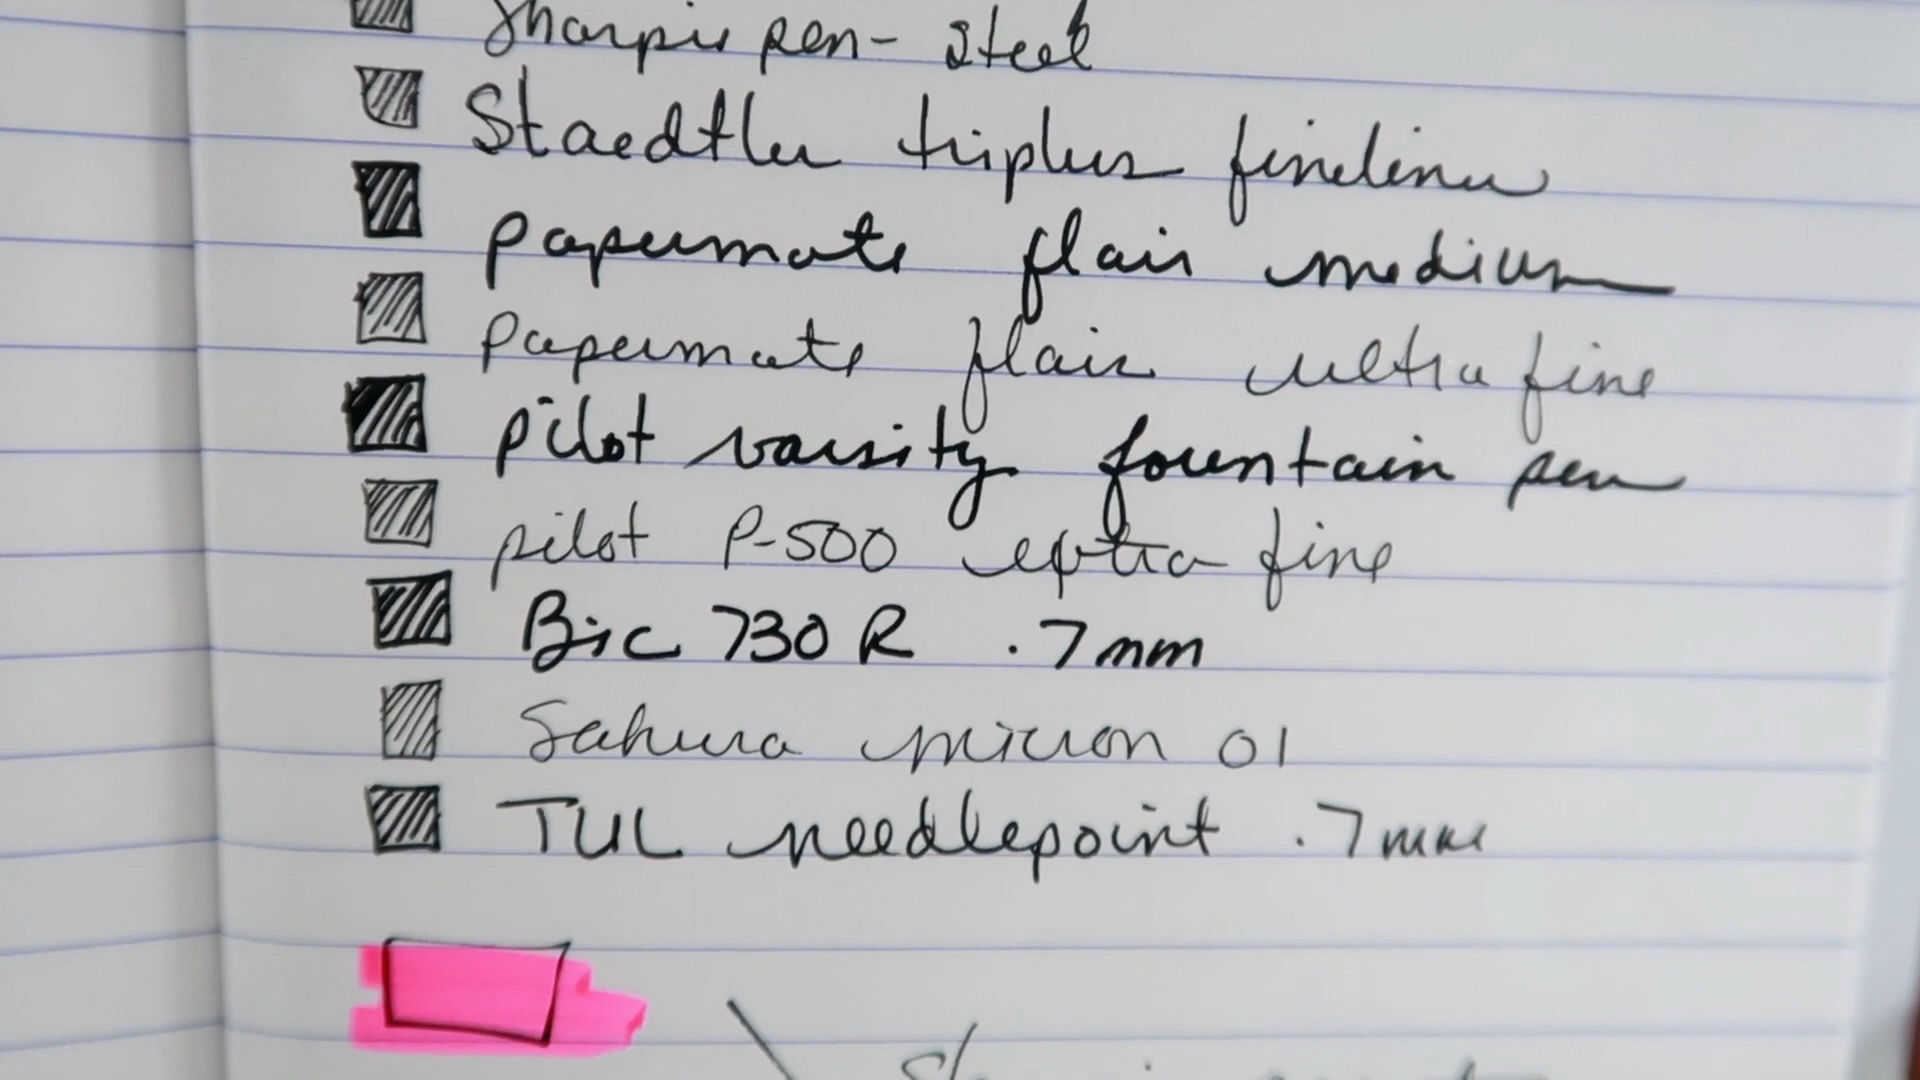 Sharpie pen - steel
Staedtler triplus fineliner
papermate flair medium
papermate flair ultra fine
pilot varsity fountain pen
pilot P-500 extra fine
Bic 730R .7mm
Sakura micron 01
TUL needlepoint .7mm